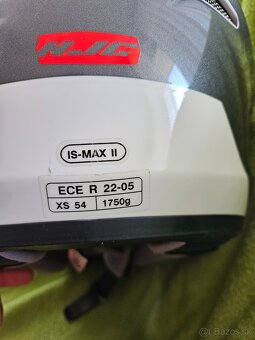 HJC
IS-MAX II
ECE R 22-05
XS 54 1750g
Bazos.sk